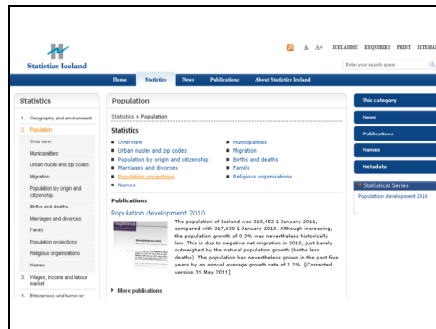 A- A+ ICELANDIC ENQUIRIES PRINT SITEMAP
Statistics Iceland
Enter your search query
Home Statistics News Publications About Statistics Iceland
Statistics
1. Geography and environment
2. Population
Overview
Municipalities
Urban nuclei and zip codes
Migration
Population by origin and citizenship
Births and deaths
Marriages and divorces
Family
Population projections
Religious organisations
Names
3. Wages, income and labour market
4. Enterprises and turnover
Population
Statistics > Population
Statistics
Overview
Municipalities
Urban nuclei and zip codes
Migration
Population by origin and citizenship
Births and deaths
Marriages and divorces
Family
Population projections
Religious organisations
Names
Publications
Population development 2010
The population of Iceland was 318,452 1 January 2011,
compared with 317,630 1 January 2010. Although increasing,
the population growth of 0.3% was nevertheless historically
low. This is due to negative net migration in 2010, just barely
outweighed by the natural population growth (births less
deaths). The population has nevertheless grown in the past five
years by an annual average growth rate of 1.2%. [Corrected
version 31 May 2011]
More publications
This category
News
Publications
Names
Metadata
Statistical Series
Population development 2010